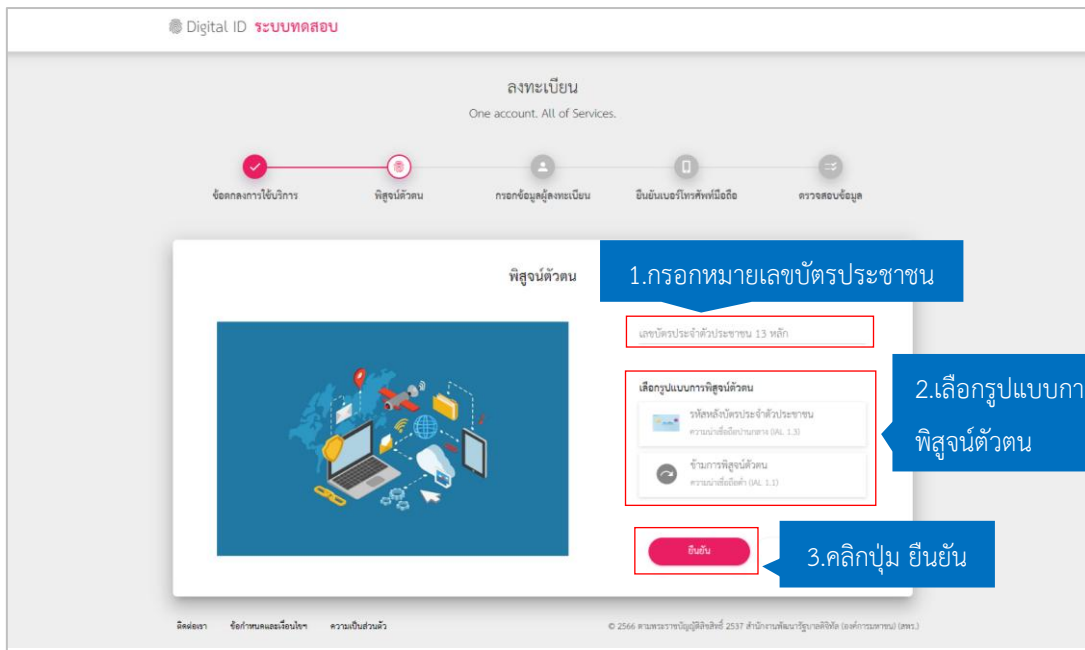 Digital ID ระบบทดสอบ
ลงทะเบียน
One account. All of Services.
ข้อตกลงการใช้บริการ
พิสูจน์ตัวตน
กรอกข้อมูลผู้ลงทะเบียน
ยืนยันเบอร์โทรศัพท์มือถือ
ตรวจสอบข้อมูล
พิสูจน์ตัวตน
1.กรอกหมายเลขบัตรประชาชน
เลขบัตรประจำตัวประชาชน 13 หลัก
เลือกรูปแบบการพิสูจน์ตัวตน
รหัสหลังบัตรประจำตัวประชาชน
ความน่าเชื่อถือปานกลาง (IAL 1.3)
ข้ามการพิสูจน์ตัวตน
ความน่าเชื่อถือต่ำ (IAL 1.1)
2.เลือกรูปแบบกา
พิสูจน์ตัวตน
ยืนยัน
3.คลิกปุ่ม ยืนยัน
ติดต่อเรา ข้อกำหนดและเงื่อนไขฯ ความเป็นส่วนตัว
© 2566 ตามพระราชบัญญัติลิขสิทธิ์ 2537 สำนักงานพัฒนารัฐบาลดิจิทัล (องค์การมหาชน) (สพร.)